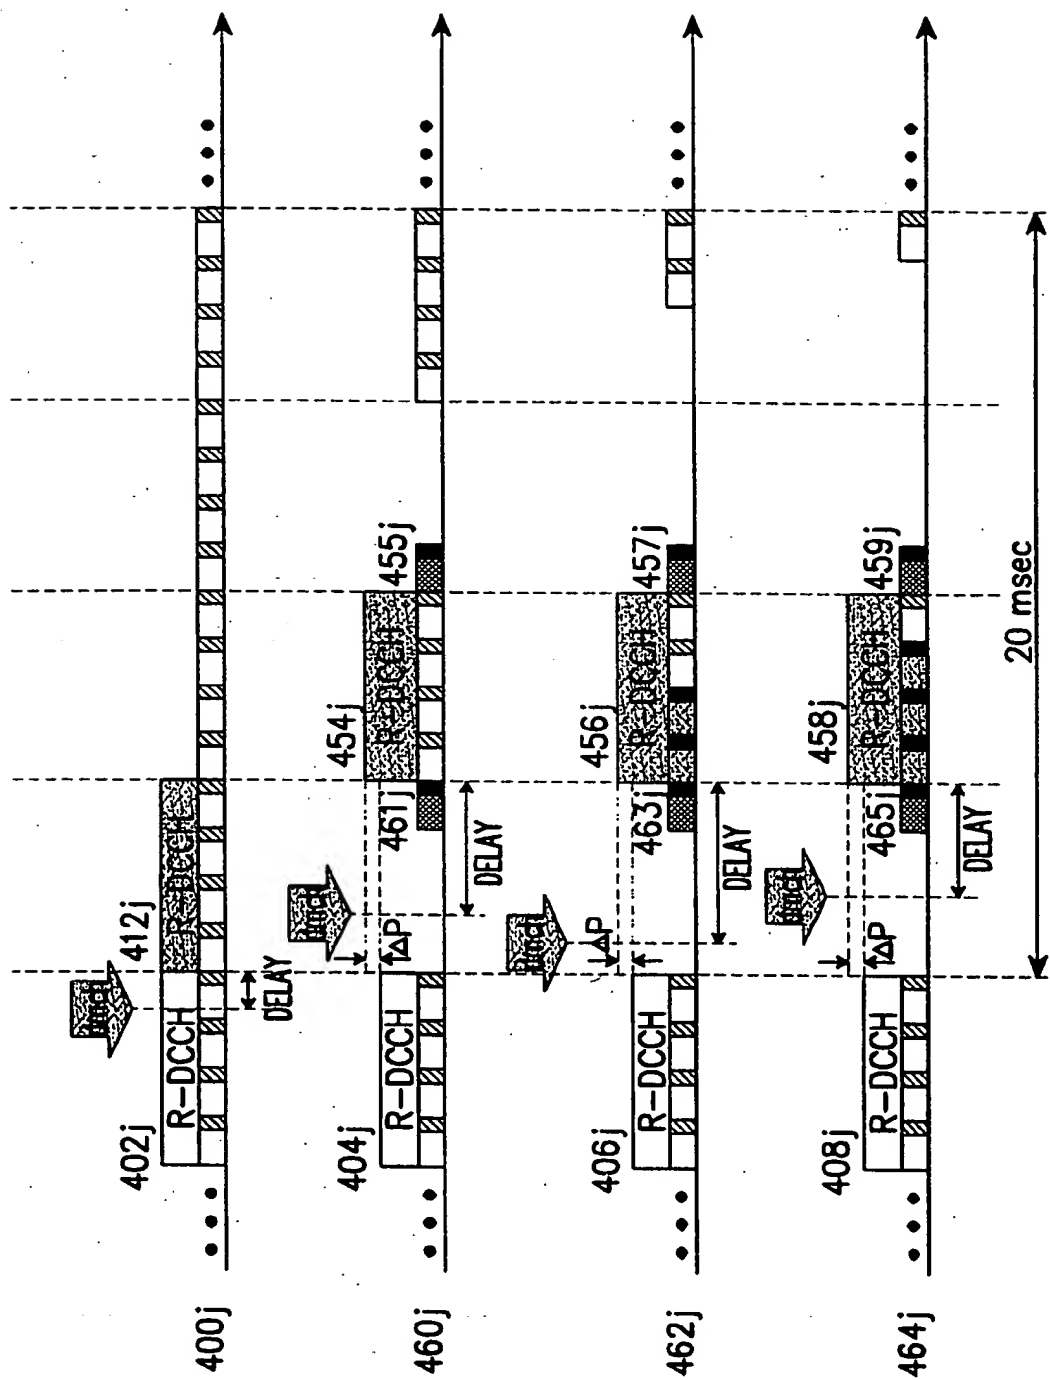 400j
402j
R-DCCH
412j
R-DCCH
DELAY
460j
404j
R-DCCH
ΔP
461j
454j
R-DCCH
455j
DELAY
462j
406j
R-DCCH
ΔP
463j
456j
R-DCCH
457j
DELAY
464j
408j
R-DCCH
ΔP
465j
458j
R-DCCH
459j
DELAY
20 msec